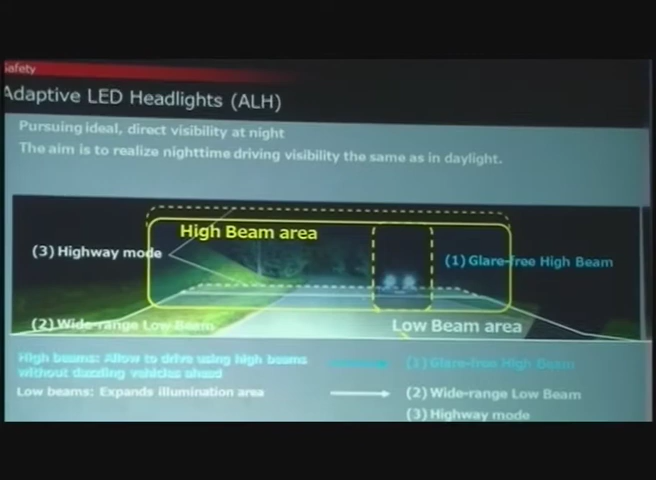 Safety
Adaptive LED Headlights (ALH)
Pursuing ideal, direct visibility at night
The aim is to realize nighttime driving visibility the same as in daylight.
High Beam area
(3) Highway mode
(1) Glare-free High Beam
(2) Wide-range Low Beam
Low Beam area
High beams: Allow to drive using high beams
without dazzling vehicles ahead
(1) Glare-free High Beam
Low beams: Expands illumination area
(2) Wide-range Low Beam
(3) Highway mode